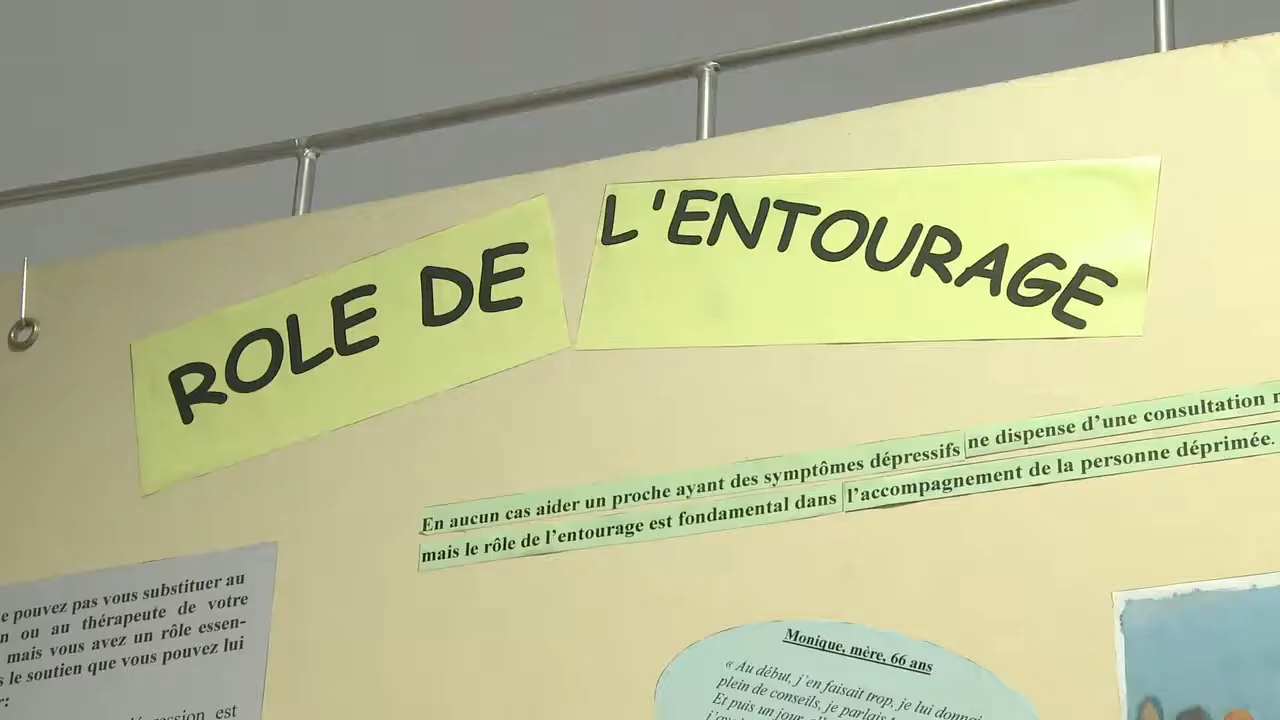 ROLE DE L'ENTOURAGE
En aucun cas aider un proche ayant des symptômes dépressifs ne dispense d'une consultation
mais le rôle de l'entourage est fondamental dans l'accompagnement de la personne déprimée.
pouvez pas vous substituer au
ou au thérapeute de votre
mais vous avez un rôle essen-
le soutien que vous pouvez lui
est
Monique, mère, 66 ans
« Au début, j'en faisait trop, je lui
plein de conseils, je
Et puis un jour